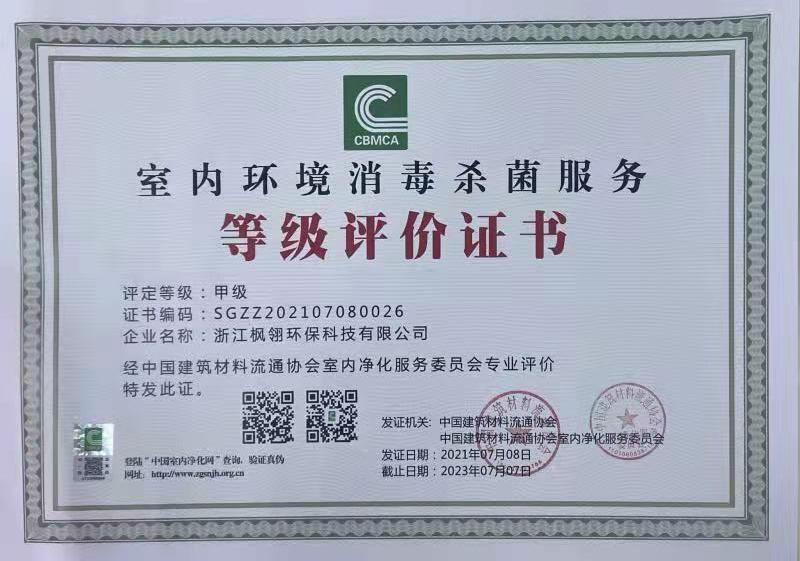 CBMCA
室内环境消毒杀菌服务
等级评价证书
评定等级：甲级
证书编码：SGZZ202107080026
企业名称：浙江枫翎环保科技有限公司
经中国建筑材料流通协会室内净化服务委员会专业评价
特发此证。
发证机关：中国建筑材料流通协会
中国建筑材料流通协会室内净化服务委员会
发证日期：2021年07月08日
截止日期：2023年07月07日
登陆“中国室内净化网”查询、验证真伪
网址：http://www.zgsnjh.org.cn